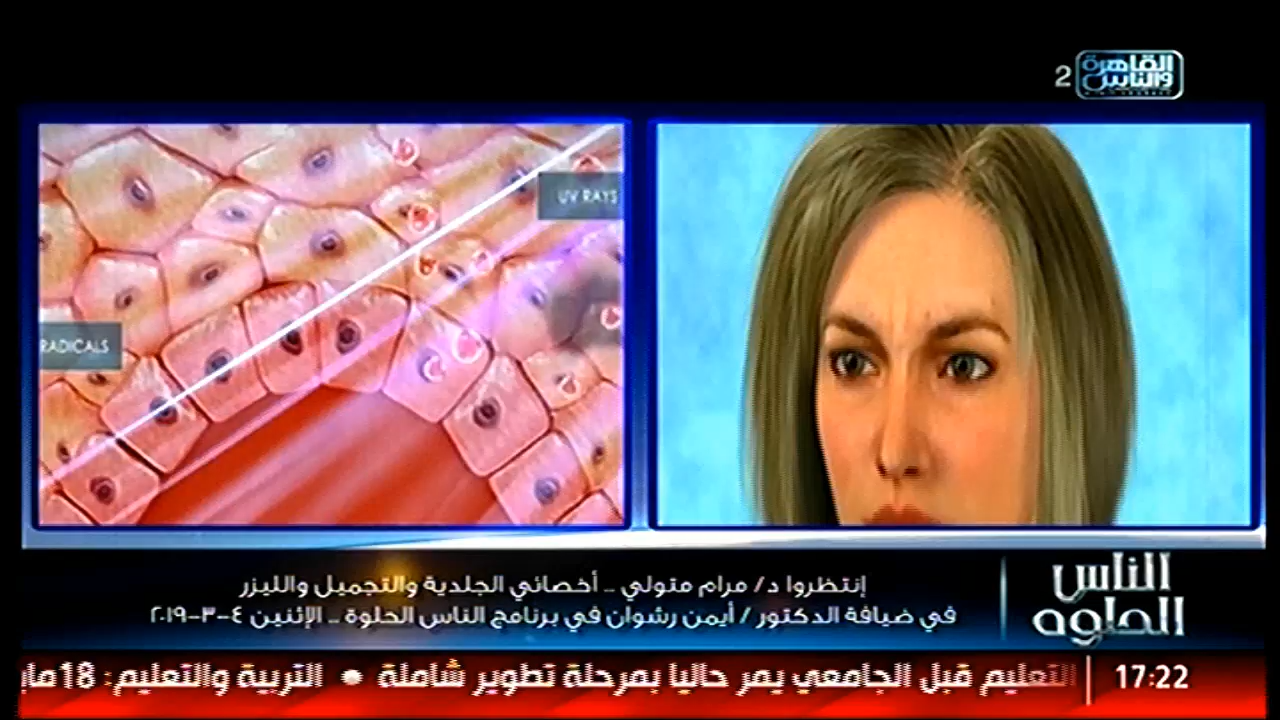 القاهرة والناس 2
UV RAYS
RADICALS
إنتظروا د/ مرام متولي .. أخصائي الجلدية والتجميل والليزر
في ضيافة الدكتور / أيمن رشوان في برنامج الناس الحلوة .. الإثنين ٤-٣-٢٠١٩
الناس
الحلوه
17:22
التعليم قبل الجامعي يمر حاليا بمرحلة تطوير شاملة • التربية والتعليم: 18 ما